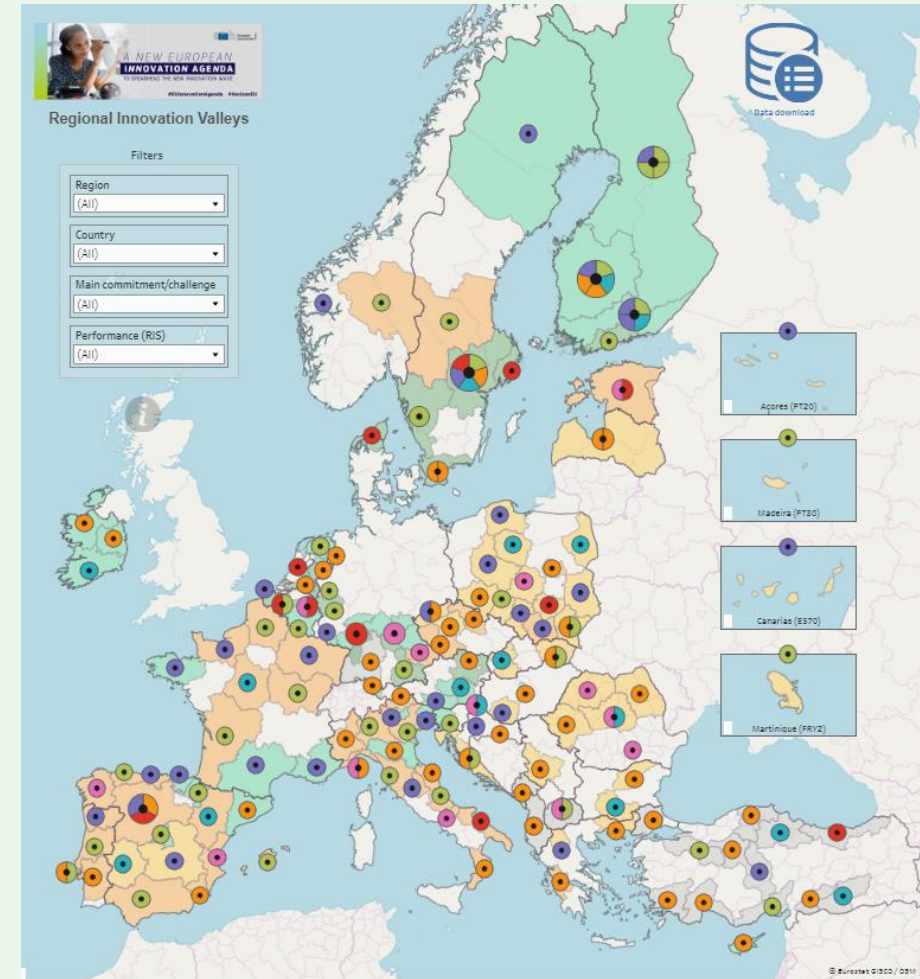 A NEW EUROPEAN
INNOVATION AGENDA
TO SPEARHEAD THE NEW INNOVATION WAVE
#EUInnovationAgenda #HorizonEU
Regional Innovation Valleys
Data download
Filters
Region
(All)
Country
(All)
Main commitment/challenge
(All)
Performance (RIS)
(All)
i
Açores (PT20)
Madeira (PT30)
Canarias (ES70)
Martinique (FRY2)
© Eurostat GISCO / OSM